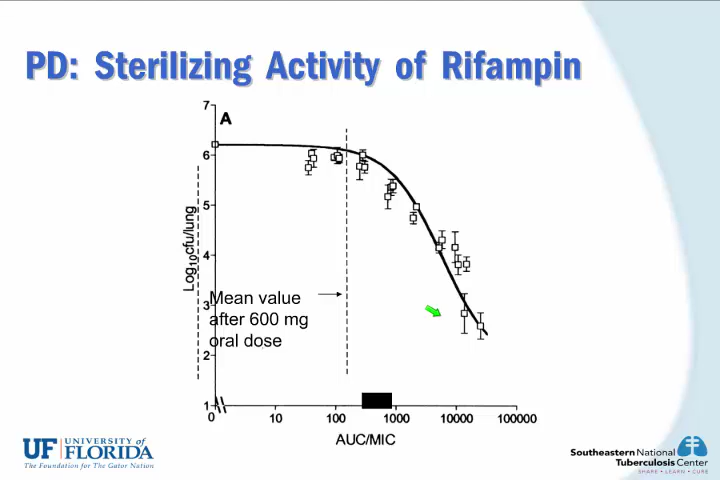 PD: Sterilizing Activity of Rifampin
A
7
6
5
4
3
2
1
Log10cfu/lung
Mean value
after 600 mg
oral dose
0 10 100 1000 10000 100000
AUC/MIC
UF UNIVERSITY of
FLORIDA
The Foundation for The Gator Nation
Southeastern National
Tuberculosis Center
SHARE • LEARN • CURE